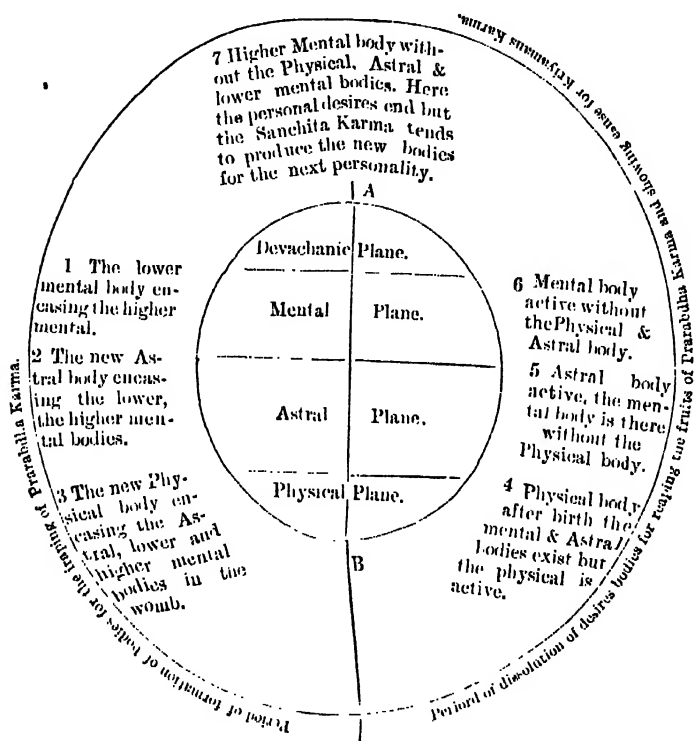 7 Higher Mental body with-
out the Physical, Astral &
lower mental bodies. Here
the personal desires end but
the Sanchita Karma tends
to produce the new bodies
for the next personality.
A
Devachanic Plane.
Mental Plane.
Astral Plane.
Physical Plane.
B
1 The lower
mental body en-
casing the higher
mental.
2 The new As-
tral body encas-
ing the lower,
the higher men-
tal bodies.
3 The new Phy-
sical body en-
casing the As-
tral, lower and
higher mental
bodies in the
womb.
6 Mental body
active without
the Physical &
Astral body.
5 Astral body
active, the men-
tal body is there
without the
Physical body.
4 Physical body
after birth the
mental & Astral
bodies exist but
the physical is
active.
Period of formation of bodies for the fraping of Prarabdha Karma.
Periord of dissolution of desires bodies for reaping the fruits of Prarabdha Karma and showing cause for Kriyamans Karma.